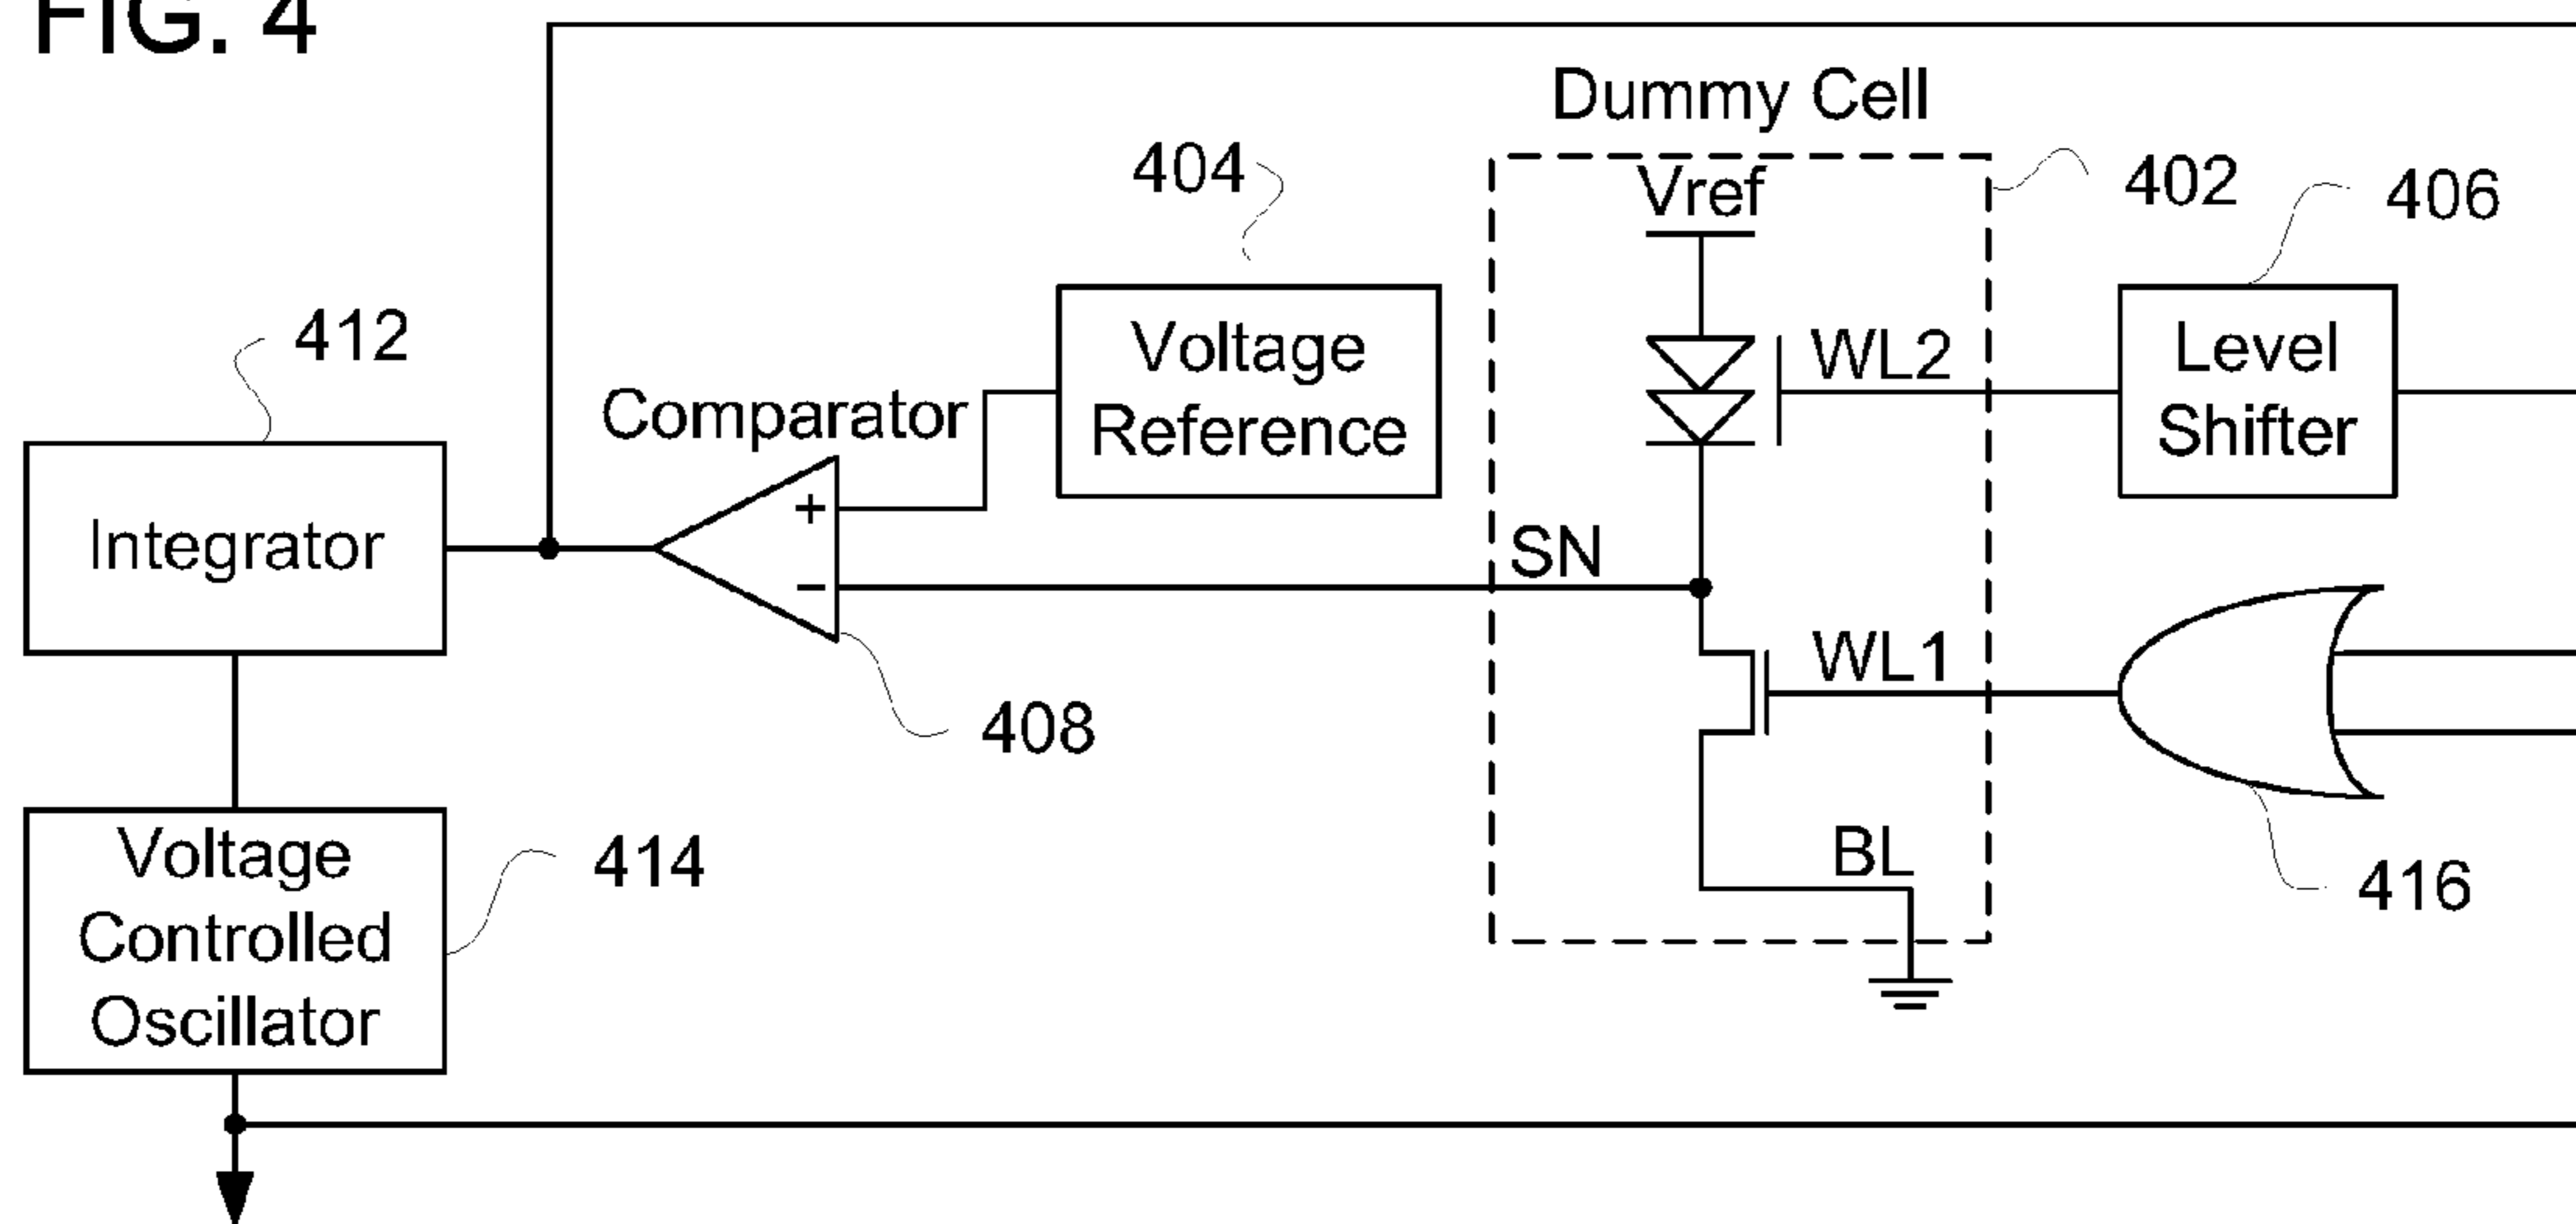 FIG. 4
Dummy Cell
404
Vref
402
406
412
Voltage
Reference
WL2
Level
Shifter
Comparator
+
Integrator
SN
−
WL1
408
Voltage
Controlled
Oscillator
414
BL
416